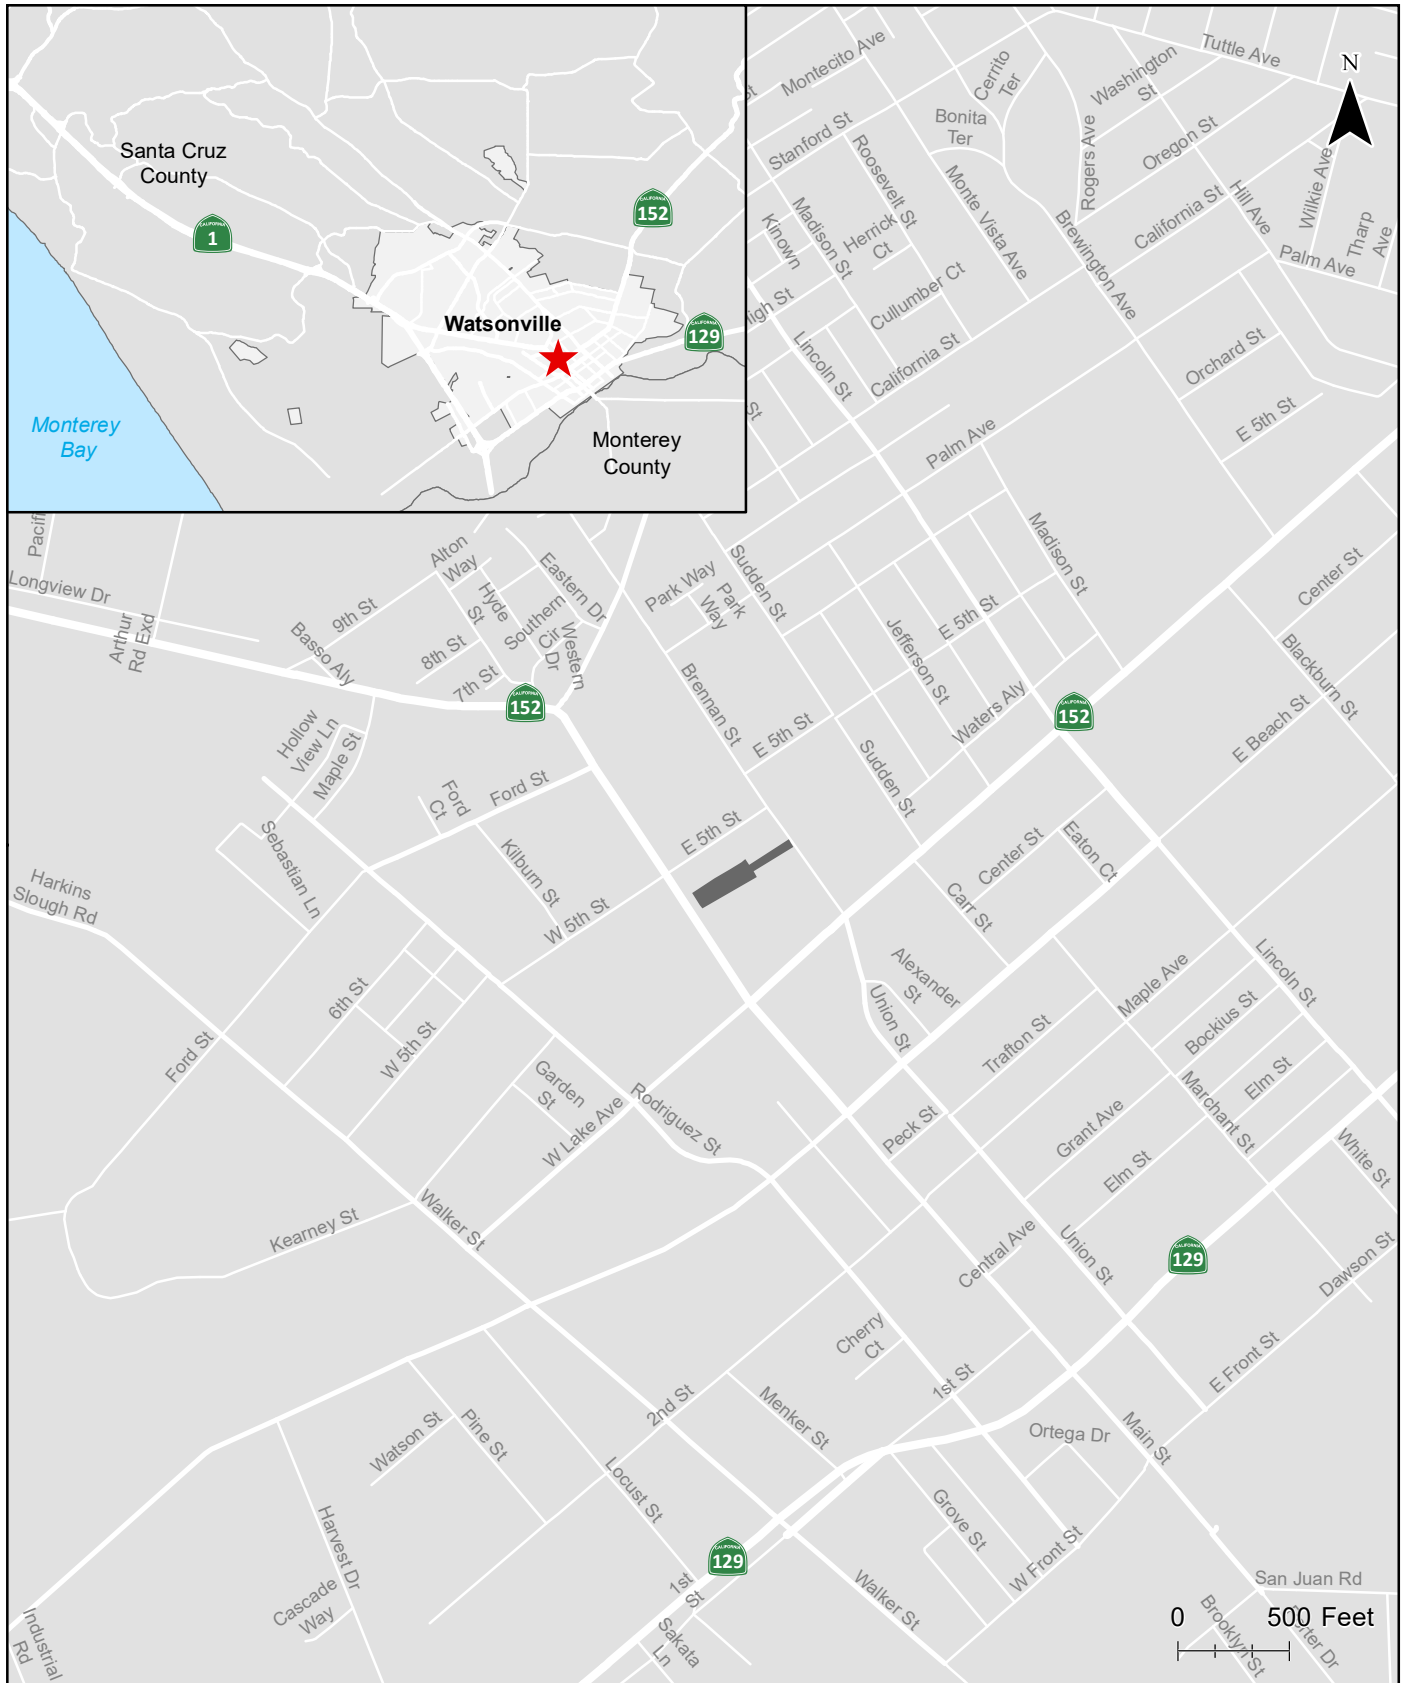 Santa Cruz
County
CALIFORNIA
1
CALIFORNIA
152
Watsonville
CALIFORNIA
129
Monterey
Bay
Monterey
County
Montecito Ave
Cerrito
Ter
Washington
St
Tuttle Ave
N
St
Stanford St
Bonita
Ter
Rogers Ave
Oregon St
Roosevelt St
Monte Vista Ave
Wilkie Ave
Hill Ave
Tharp
Ave
Madison St
Kinown
Herrick
Ct
Brewington Ave
California St
Palm Ave
Cullumber Ct
Lincoln St
California St
Orchard St
St
Palm Ave
E 5th St
Longview Dr
Arthur
Rd Exd
Alton
Way
Eastern Dr
9th St
Hyde
St
Southern
Cir
Western
Dr
Basso Aly
8th St
7th St
CALIFORNIA
152
Park Way
Park
Way
Sudden St
Madison St
E 5th St
Jefferson St
Center St
Blackburn St
Brennan St
Waters Aly
CALIFORNIA
152
E Beach St
Hollow
View Ln
Maple St
E 5th St
Sudden St
Ford
Ct
Ford St
Sebastian Ln
E 5th St
Kilburn St
W 5th St
Center St
Eaton Ct
Carr St
Harkins
Slough Rd
Alexander
St
Union St
Lincoln St
Maple Ave
Bockius St
6th St
W 5th St
Ford St
Trafton St
Elm St
Garden
St
W Lake Ave
Rodriguez St
Peck St
Grant Ave
Marchant St
Elm St
White St
Kearney St
Walker St
Central Ave
Union St
CALIFORNIA
129
Dawson St
Cherry
Ct
E Front St
1st St
2nd St
Menker St
Main St
Ortega Dr
Watson St
Pine St
Locust St
Harvest Dr
Grove St
W Front St
CALIFORNIA
129
1st
St
Walker St
San Juan Rd
Cascade
Way
Sakata
Ln
Industrial
Rd
Brooklyn St
0 500 Feet